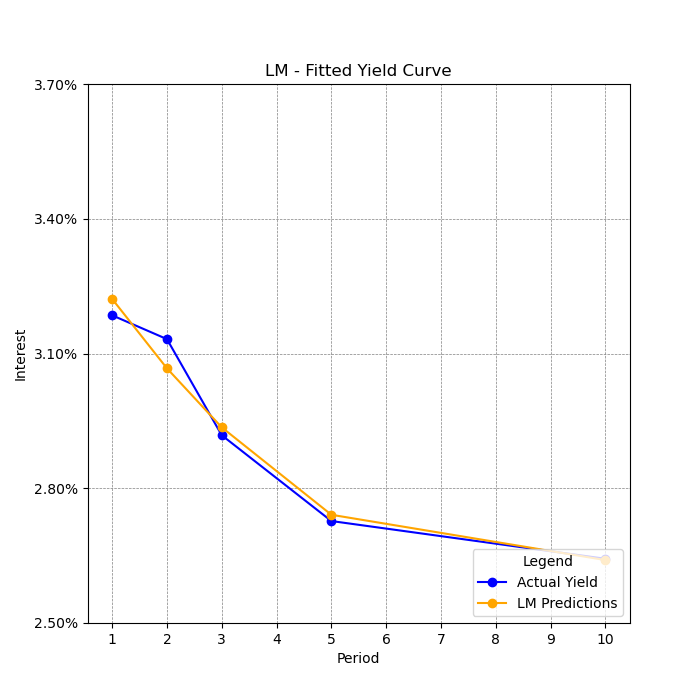 LM - Fitted Yield Curve
3.70%
3.40%
3.10%
2.80%
2.50%
Interest
1 2 3 4 5 6 7 8 9 10
Period
Legend
Actual Yield
LM Predictions